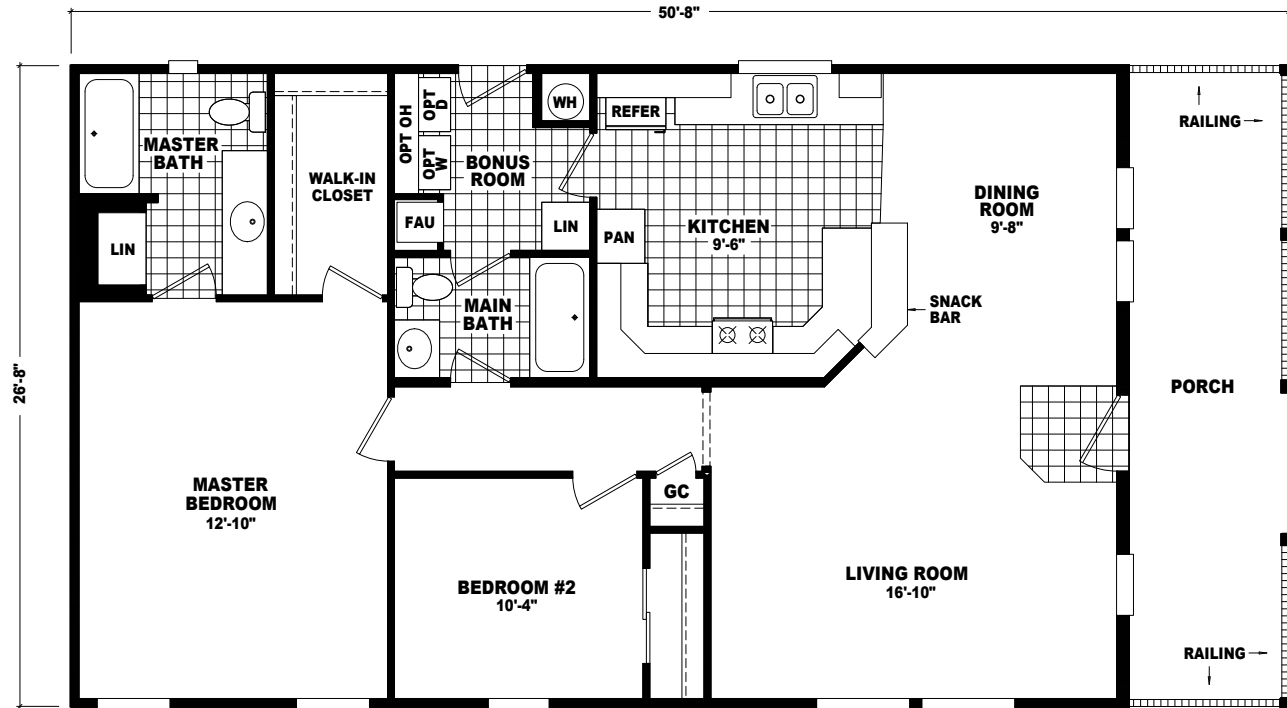 50'-8"
26'-8"
MASTER
BATH
LIN
WALK-IN
CLOSET
OPT OH
OPT
D
OPT
W
FAU
BONUS
ROOM
WH
LIN
REFER
PAN
KITCHEN
9'-6"
DINING
ROOM
9'-8"
RAILING
SNACK
BAR
MAIN
BATH
PORCH
MASTER
BEDROOM
12'-10"
GC
BEDROOM #2
10'-4"
LIVING ROOM
16'-10"
RAILING